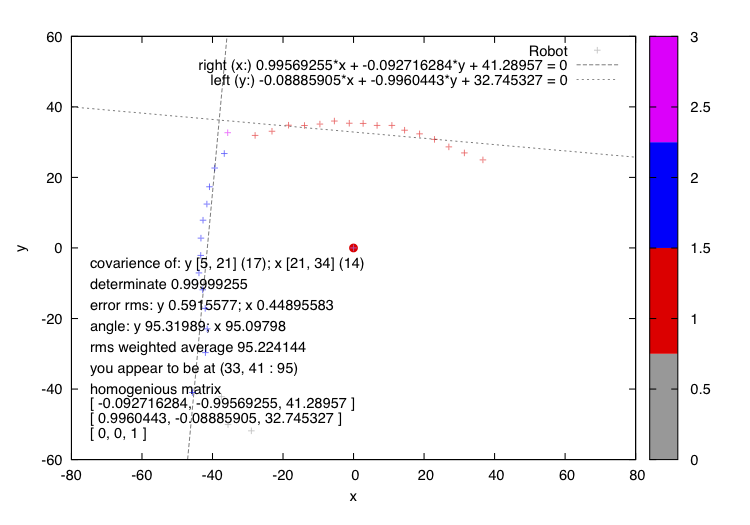 Robot
right (x:) 0.99569255*x + -0.092716284*y + 41.28957 = 0
left (y:) -0.08885905*x + -0.9960443*y + 32.745327 = 0
60
40
20
0
-20
-40
-60
y
covarience of: y [5, 21] (17); x [21, 34] (14)
determinate 0.99999255
error rms: y 0.5915577; x 0.44895583
angle: y 95.31989; x 95.09798
rms weighted average 95.224144
you appear to be at (33, 41 : 95)
homogenious matrix
[ -0.092716284, -0.99569255, 41.28957 ]
[ 0.9960443, -0.08885905, 32.745327 ]
[ 0, 0, 1 ]
-80 -60 -40 -20 0 20 40 60 80
x
3
2.5
2
1.5
1
0.5
0